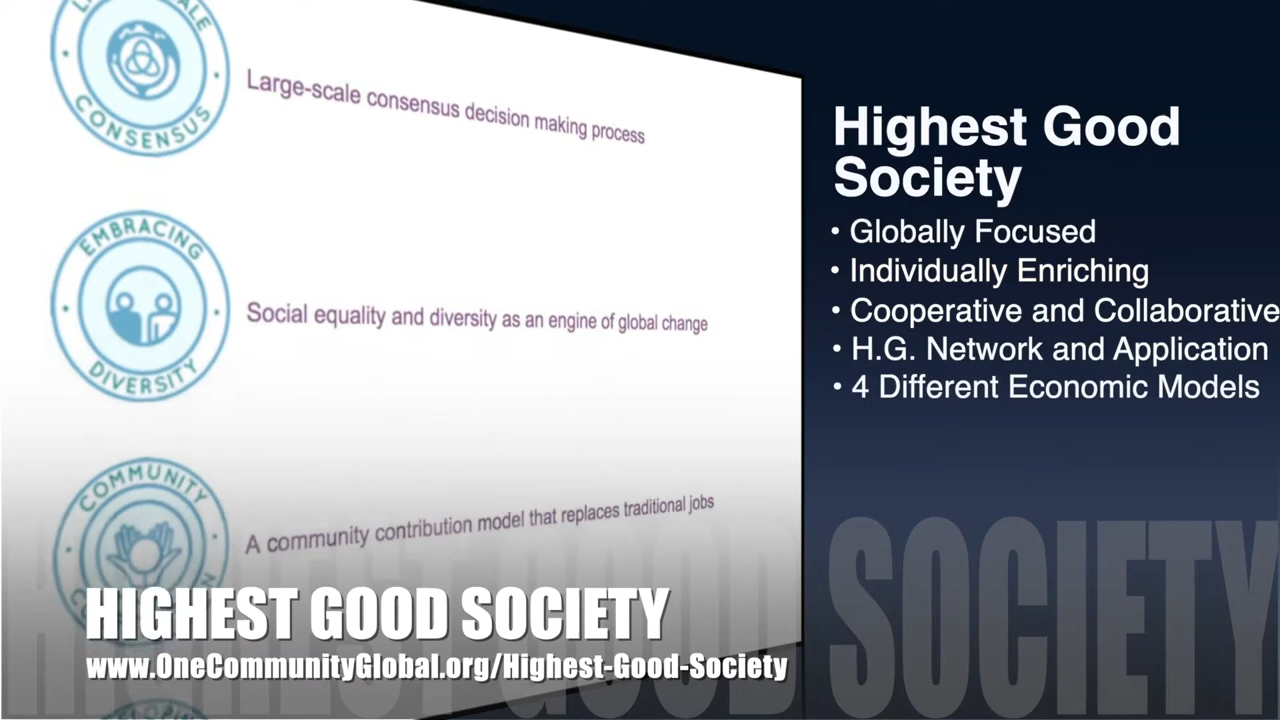 CONSENSUS
Large-scale consensus decision making process
EMBRACING
DIVERSITY
Social equality and diversity as an engine of global change
COMMUNITY
A community contribution model that replaces traditional jobs
Highest Good
Society
• Globally Focused
• Individually Enriching
• Cooperative and Collaborative
• H.G. Network and Application
• 4 Different Economic Models
HIGHEST GOOD SOCIETY
HIGHEST GOOD SOCIETY
www.OneCommunityGlobal.org/Highest-Good-Society